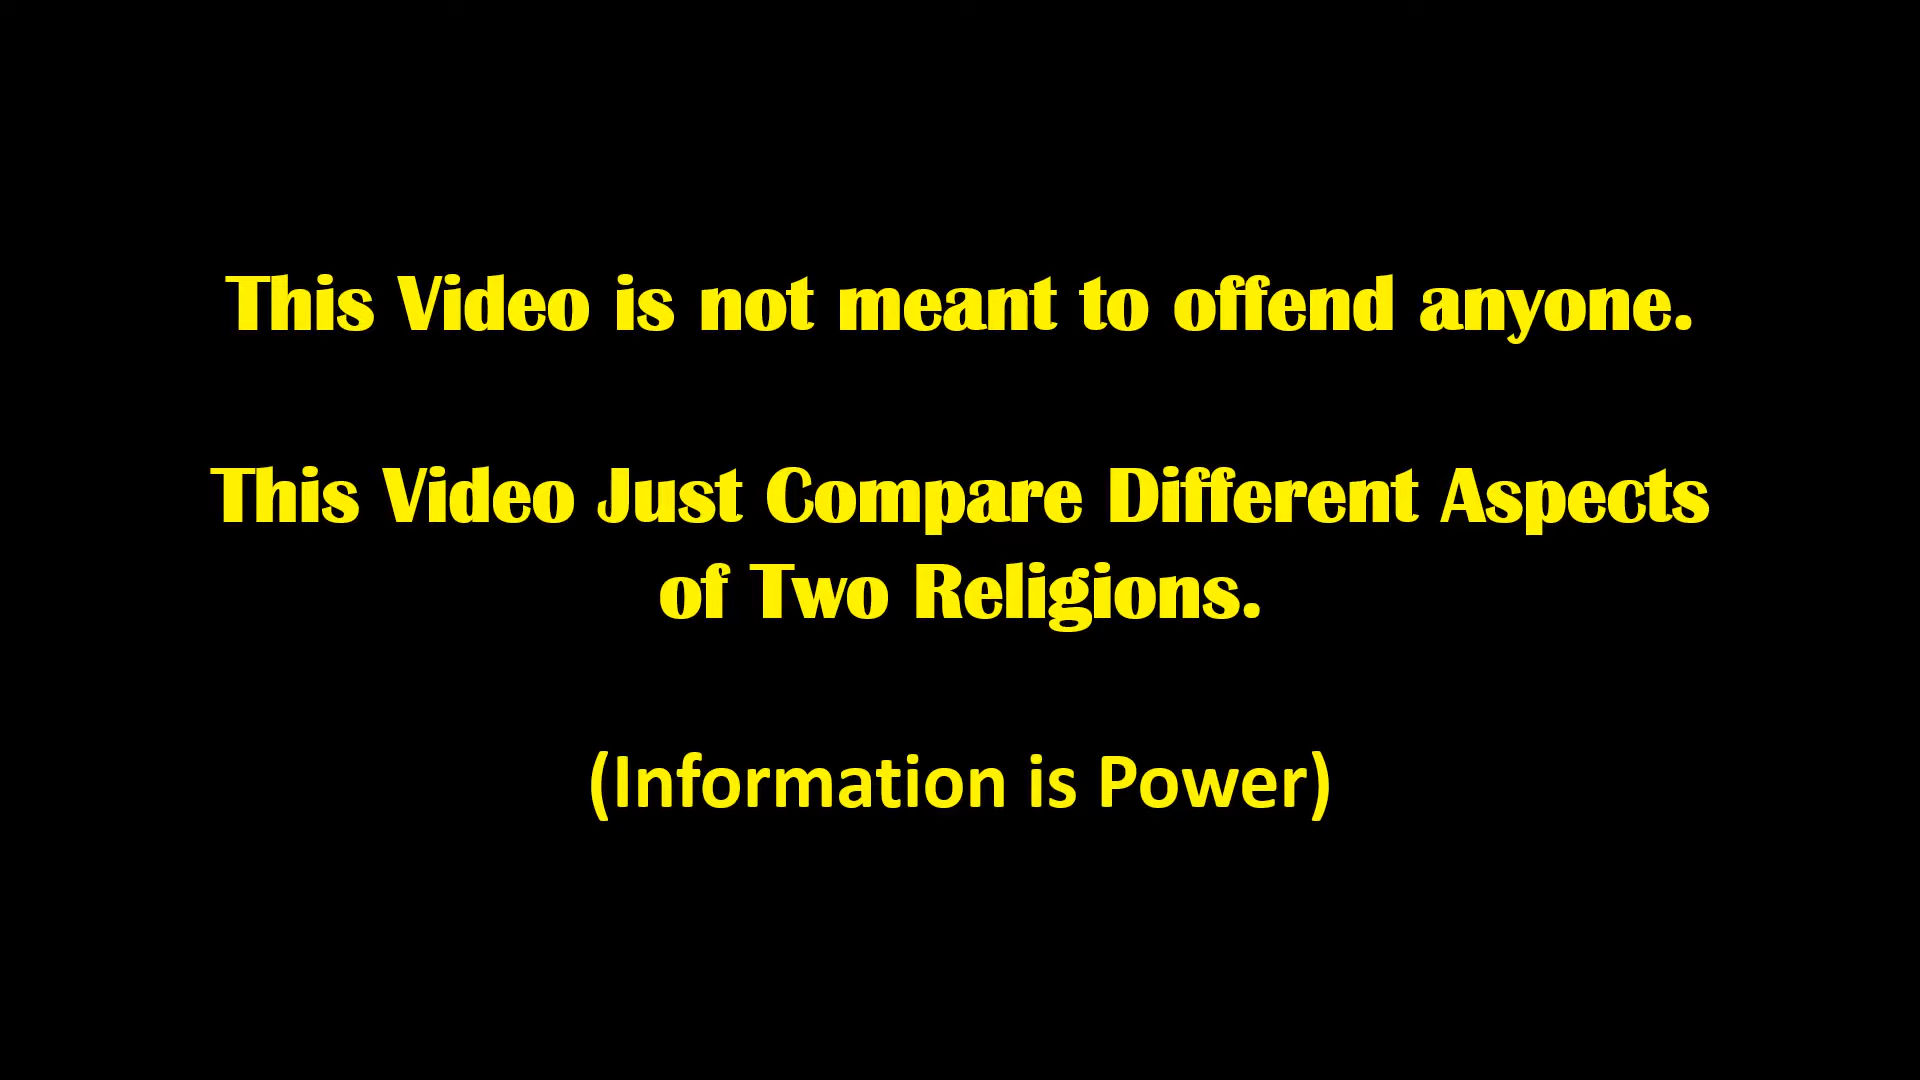 This Video is not meant to offend anyone.
This Video Just Compare Different Aspects
of Two Religions.
(Information is Power)